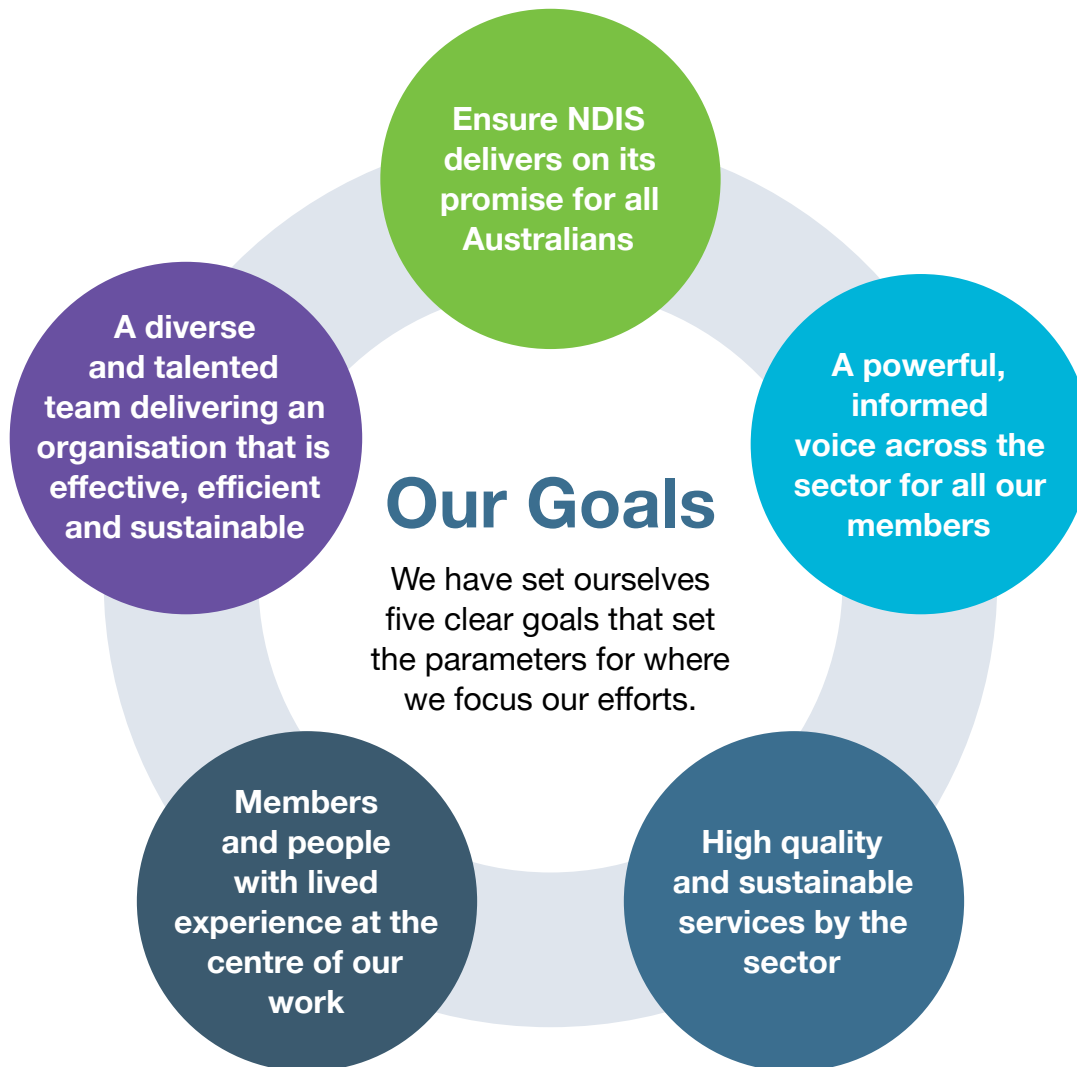 Ensure NDIS
delivers on its
promise for all
Australians
A powerful,
informed
voice across the
sector for all our
members
High quality
and sustainable
services by the
sector
Members
and people
with lived
experience at the
centre of our
work
A diverse
and talented
team delivering an
organisation that is
effective, efficient
and sustainable
Our Goals
We have set ourselves
five clear goals that set
the parameters for where
we focus our efforts.